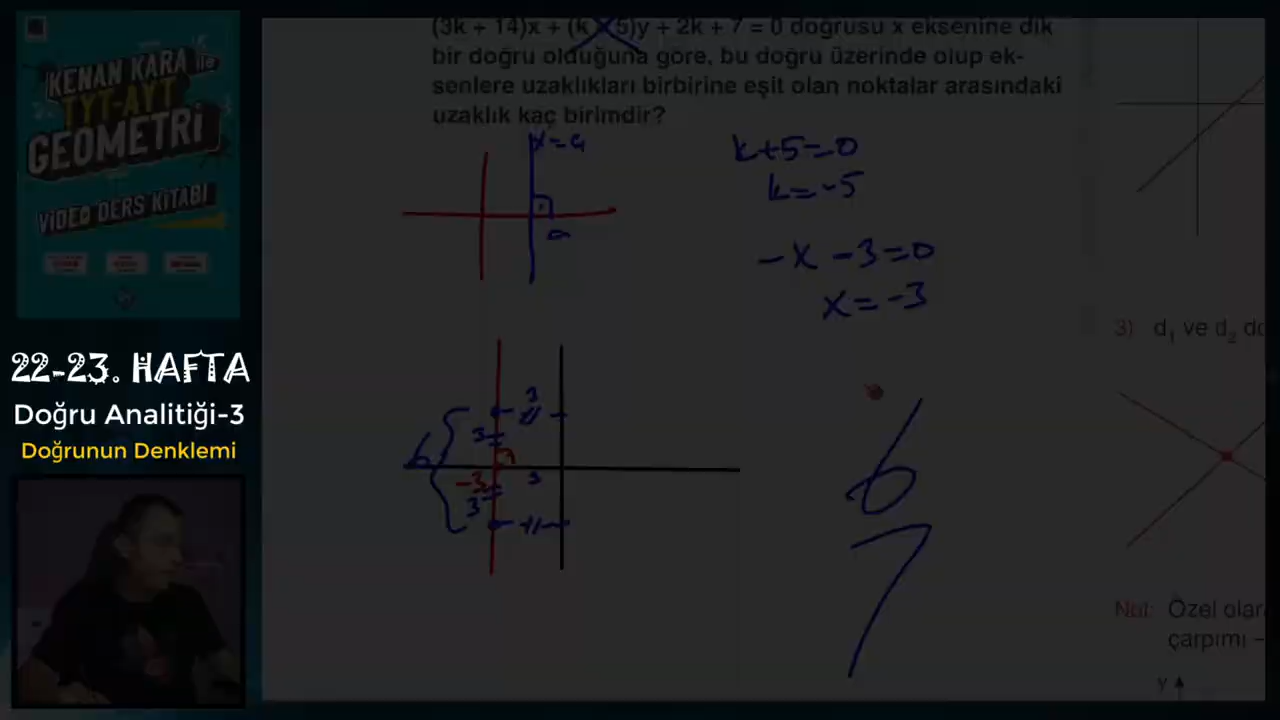 KENAN KARA ile
TYT-AYT
GEOMETRİ
VİDEO DERS KİTABI
22-23. HAFTA
Doğru Analitiği-3
Doğrunun Denklemi
(3k + 14)x + (k + 5)y + 2k + 7 = 0 doğrusu x eksenine dik
bir doğru olduğuna göre, bu doğru üzerinde olup ek-
senlere uzaklıkları birbirine eşit olan noktalar arasındaki
uzaklık kaç birimdir?
x = a
a
k+5=0
k=-5
-x -3=0
x=-3
3
3
6
-3
3
3
6
7
3) d₁ ve d₂ do
Not: Özel olar
çarpımı –
y